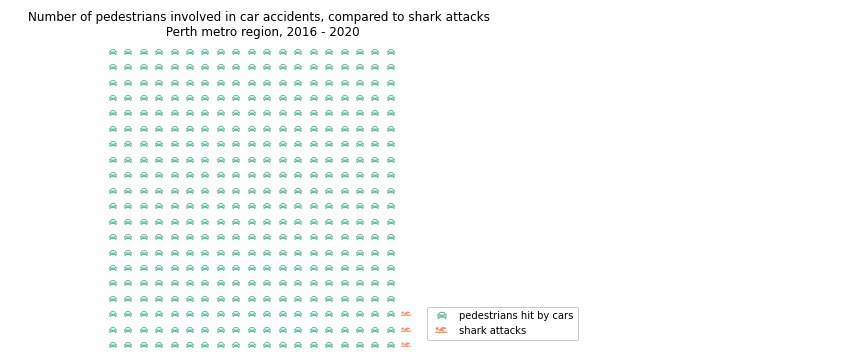 Number of pedestrians involved in car accidents, compared to shark attacks
Perth metro region, 2016 - 2020
pedestrians hit by cars
shark attacks